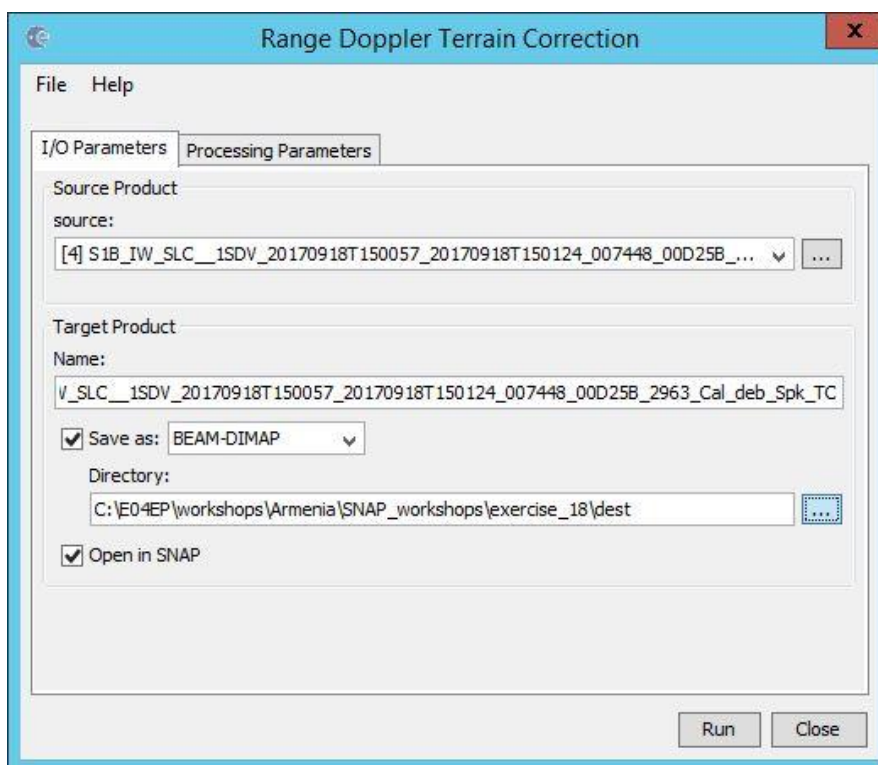 Range Doppler Terrain Correction
X
File Help
I/O Parameters Processing Parameters
Source Product
source:
[4] S1B_IW_SLC__1SDV_20170918T150057_20170918T150124_007448_00D25B_... ...
Target Product
Name:
V_SLC__1SDV_20170918T150057_20170918T150124_007448_00D25B_2963_Cal_deb_Spk_TC
Save as: BEAM-DIMAP
Directory:
C:\E04EP\workshops\Armenia\SNAP_workshops\exercise_18\dest ...
Open in SNAP
Run Close